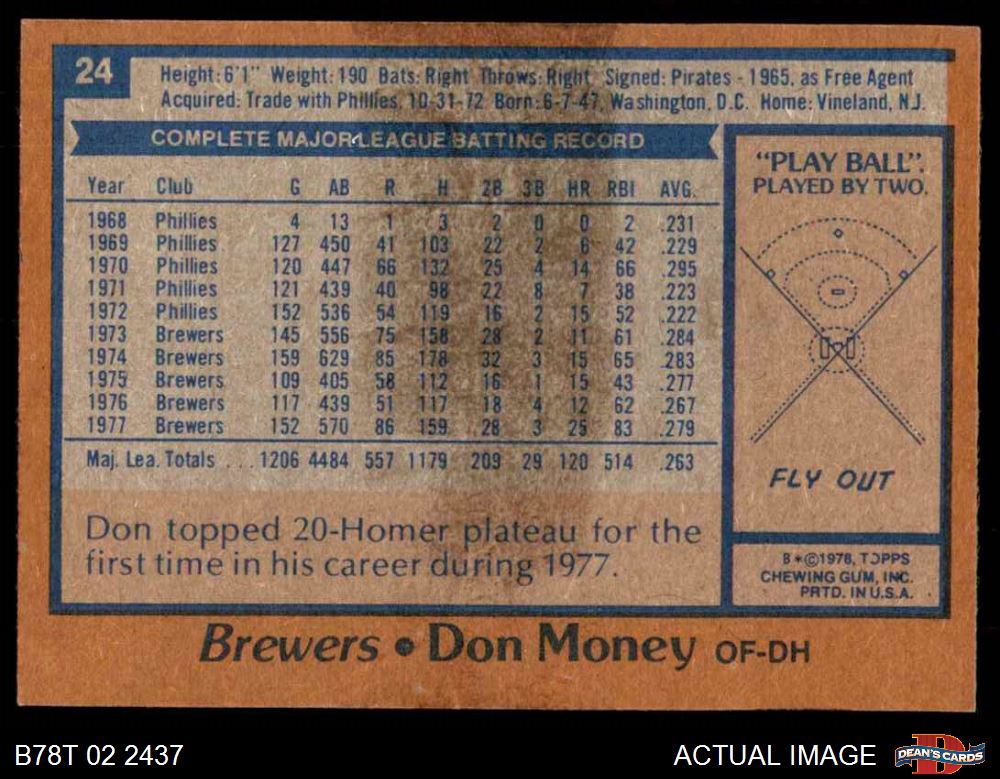 24
Height: 6'1" Weight: 190 Bats: Right Throws: Right Signed: Pirates - 1965, as Free Agent
Acquired: Trade with Phillies, 10-31-72 Born: 6-7-47, Washington, D.C. Home: Vineland, N.J.
COMPLETE MAJOR LEAGUE BATTING RECORD
Year Club G AB R H 2B 3B HR RBI AVG.
1968 Phillies 4 13 1 3 2 0 0 2 .231
1969 Phillies 127 450 41 103 22 2 6 42 .229
1970 Phillies 120 447 66 132 25 4 14 66 .295
1971 Phillies 121 439 40 98 22 8 7 38 .223
1972 Phillies 152 536 54 119 16 2 15 52 .222
1973 Brewers 145 556 75 158 28 2 11 61 .284
1974 Brewers 159 629 85 178 32 3 15 65 .283
1975 Brewers 109 405 58 112 16 1 15 43 .277
1976 Brewers 117 439 51 117 18 4 12 62 .267
1977 Brewers 152 570 86 159 28 3 25 83 .279
Maj. Lea. Totals ... 1206 4484 557 1179 209 29 120 514 .263
Don topped 20-Homer plateau for the
first time in his career during 1977.
"PLAY BALL".
PLAYED BY TWO.
FLY OUT
B*©1978, TOPPS
CHEWING GUM, INC.
PRTD. IN U.S.A.
Brewers • Don Money OF-DH
B78T 02 2437
ACTUAL IMAGE
DEAN'S CARDS